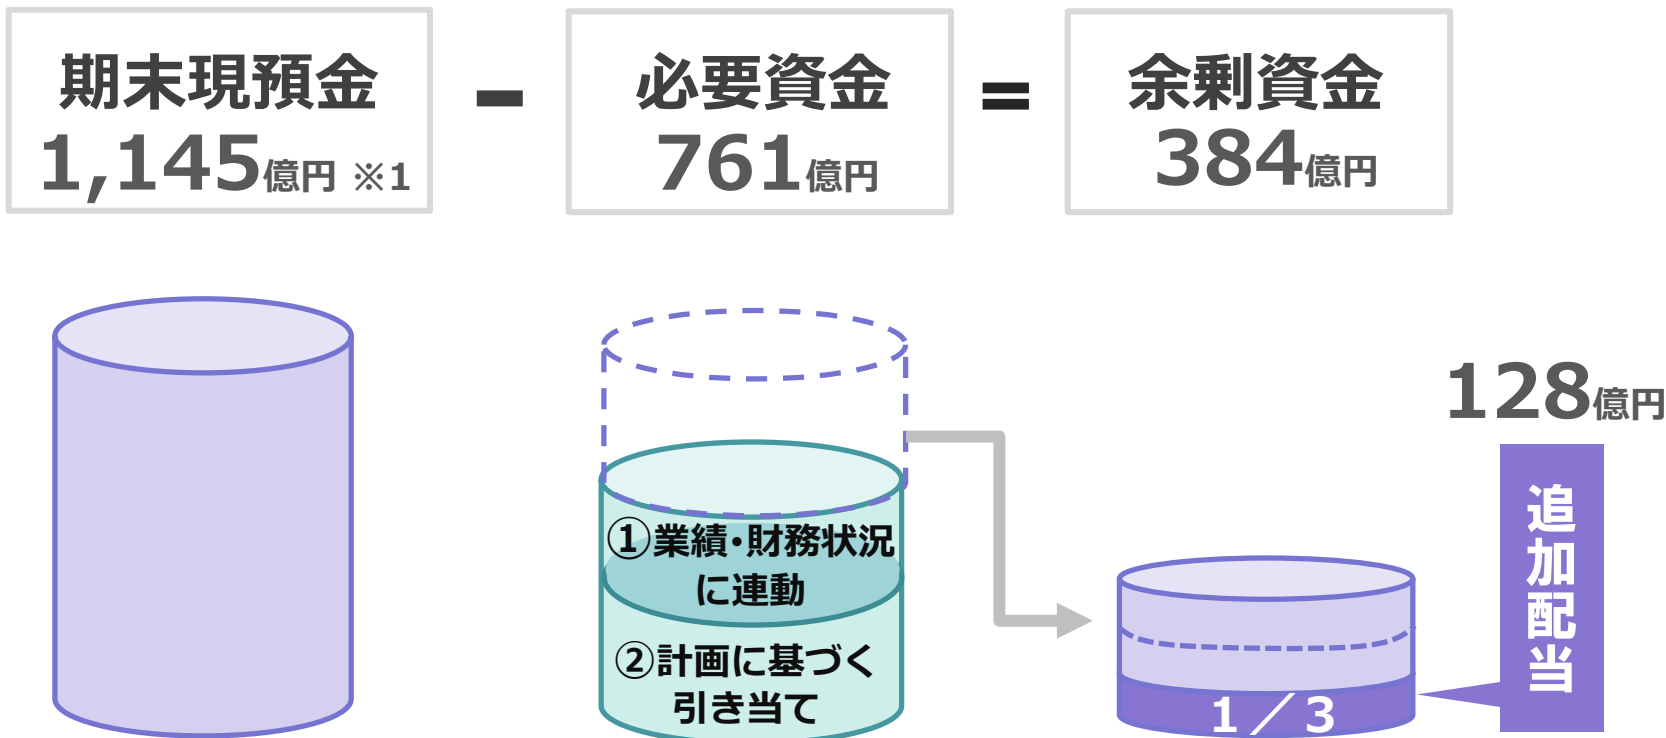 期末現預金
1,145億円 ※1
-
必要資金
761億円
=
余剰資金
384億円
128億円
追加配当
①業績・財務状況
に連動
②計画に基づく
引き当て
1／3